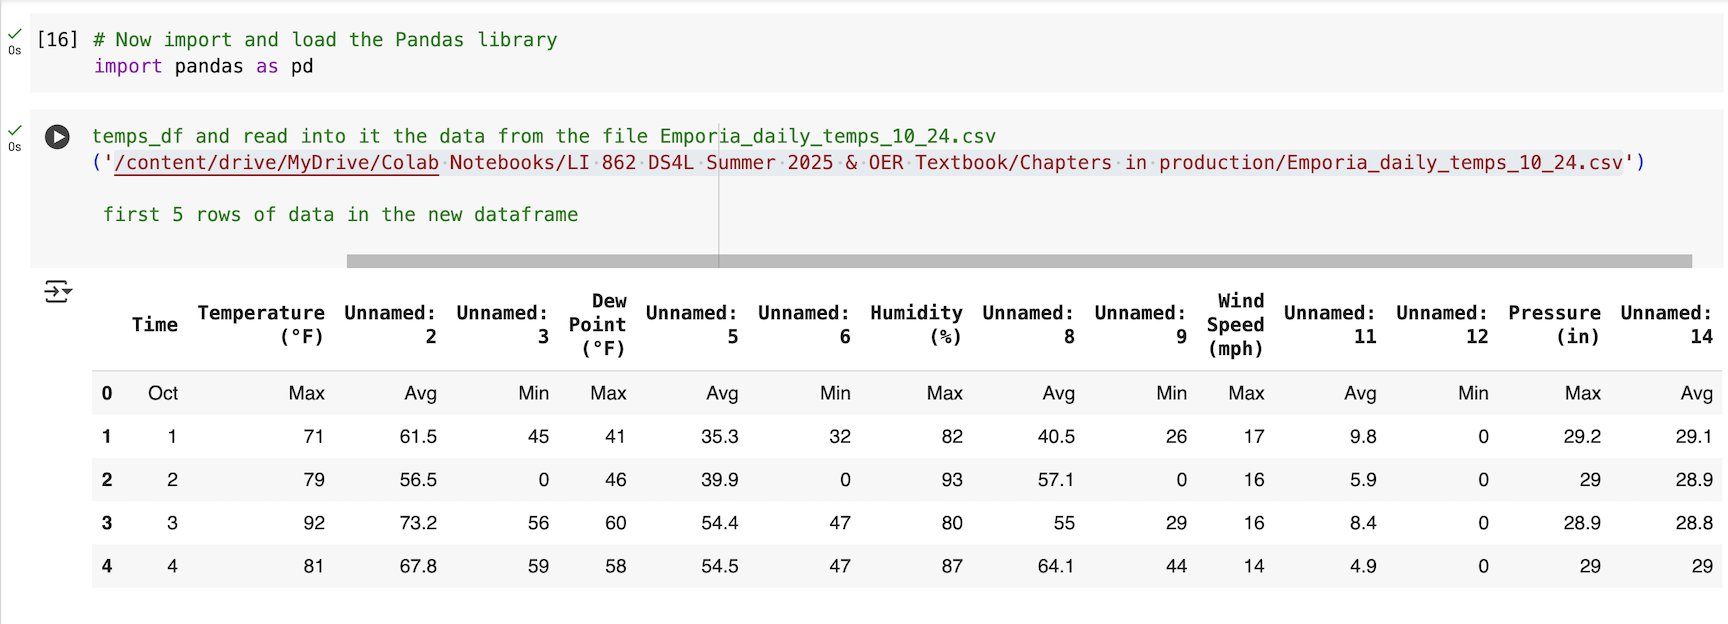 [16] # Now import and load the Pandas library
0s
import pandas as pd
temps_df and read into it the data from the file Emporia_daily_temps_10_24.csv
0s
('/content/drive/MyDrive/Colab Notebooks/LI 862 DS4L Summer 2025 & OER Textbook/Chapters in production/Emporia_daily_temps_10_24.csv')
first 5 rows of data in the new dataframe
Time Temperature (°F) Unnamed: 2 Unnamed: 3 Dew Point (°F) Unnamed: 5 Unnamed: 6 Humidity (%) Unnamed: 8 Unnamed: 9 Wind Speed (mph) Unnamed: 11 Unnamed: 12 Pressure (in) Unnamed: 14
0 Oct Max Avg Min Max Avg Min Max Avg Min Max Avg Min Max Avg
1 1 71 61.5 45 41 35.3 32 82 40.5 26 17 9.8 0 29.2 29.1
2 2 79 56.5 0 46 39.9 0 93 57.1 0 16 5.9 0 29 28.9
3 3 92 73.2 56 60 54.4 47 80 55 29 16 8.4 0 28.9 28.8
4 4 81 67.8 59 58 54.5 47 87 64.1 44 14 4.9 0 29 29